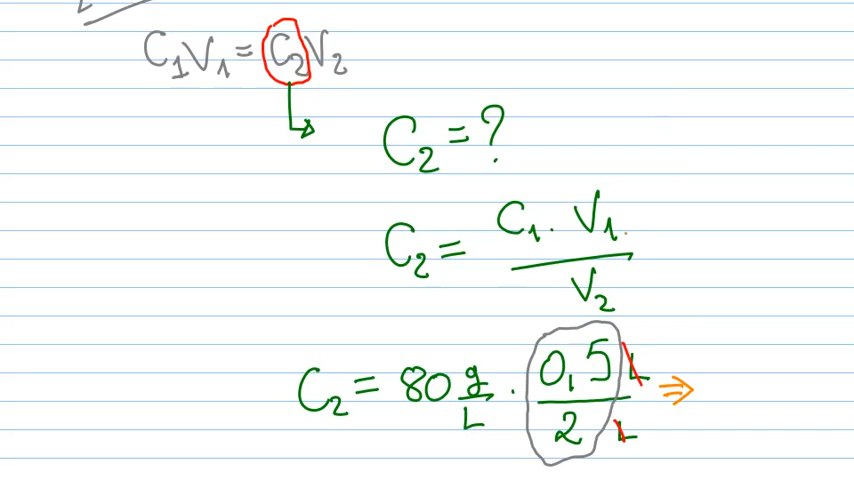 C₁V₁ = C₂V₂
C₂ = ?
C₂ = C₁ · V₁ / V₂
C₂ = 80 g/L · 0,5 L / 2 L ⇒